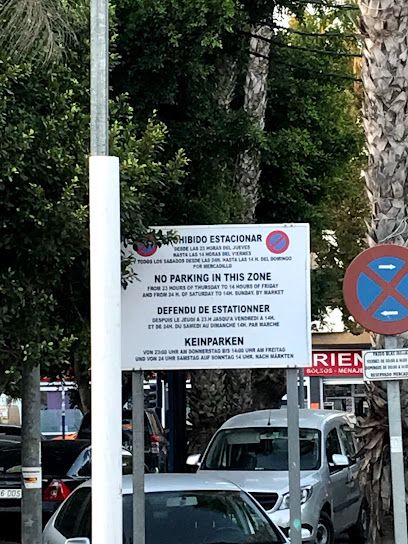 PROHIBIDO ESTACIONAR
DESDE LAS 23 HORAS DEL JUEVES
HASTA LAS 14 HORAS DEL VIERNES
Y TODOS LOS SABADOS DESDE LAS 24H. HASTA LAS 14 H. DEL DOMINGO
POR MERCADILLO
NO PARKING IN THIS ZONE
FROM 23 HOURS OF THURSDAY TO 14 HOURS OF FRIDAY
AND FROM 24 H. OF SATURDAY TO 14H. SUNDAY. BY MARKET
DEFENDU DE ESTATIONNER
DESPUIS LE JEUDI A 23.H JASQU'A VENDREDI A 14H.
ET DE 24H. DU SAMEDI AU DIMANCHE 14H. PAR MARCHE
KEINPARKEN
VON 23:00 UHR AM DONNERSTAG BIS 14:00 UHR AM FREITAG
UND VON 24 UHR SAMSTAG AUF SONNTAG 14 UHR. NACH MÄRKTEN
RIEN
BOLSOS - MENAJE